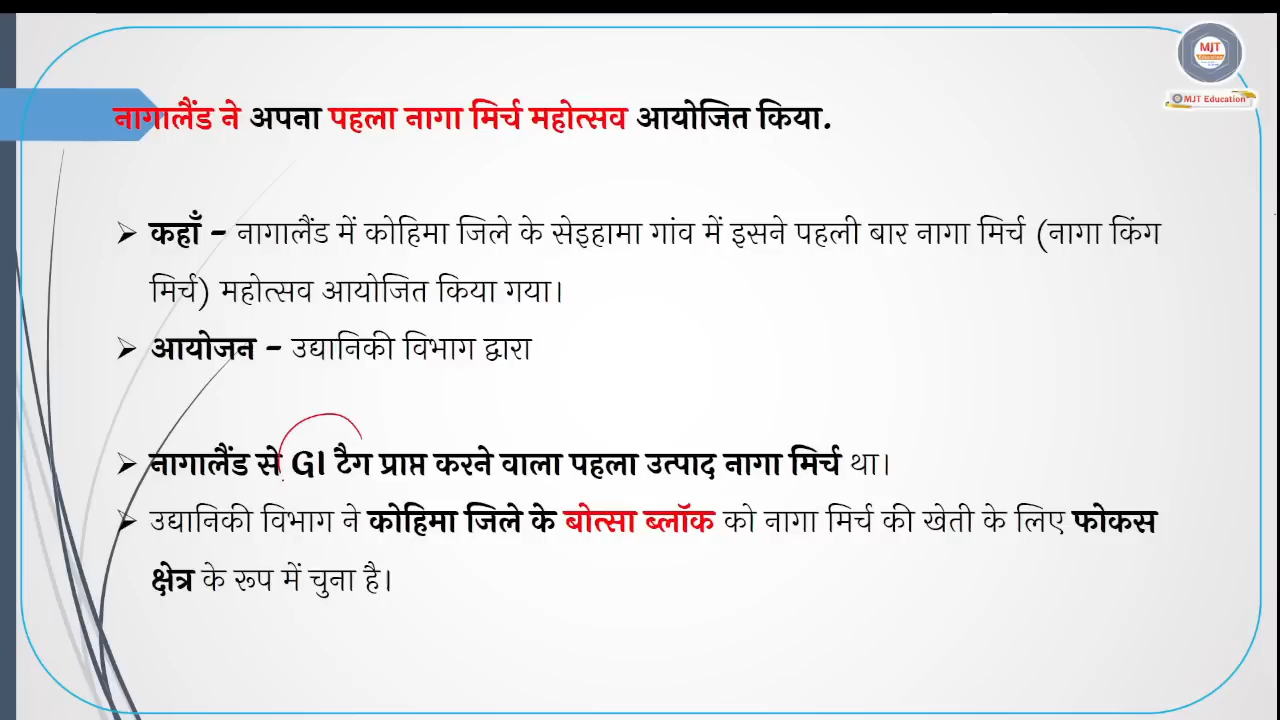 MJT
Education
MJT Education
नागालैंड ने अपना पहला नागा मिर्च महोत्सव आयोजित किया.
➢ कहाँ – नागालैंड में कोहिमा जिले के सेइहामा गांव में इसने पहली बार नागा मिर्च (नागा किंग
मिर्च) महोत्सव आयोजित किया गया।
➢ आयोजन – उद्यानिकी विभाग द्वारा
➢ नागालैंड से GI टैग प्राप्त करने वाला पहला उत्पाद नागा मिर्च था।
➢ उद्यानिकी विभाग ने कोहिमा जिले के बोत्सा ब्लॉक को नागा मिर्च की खेती के लिए फोकस
क्षेत्र के रूप में चुना है।